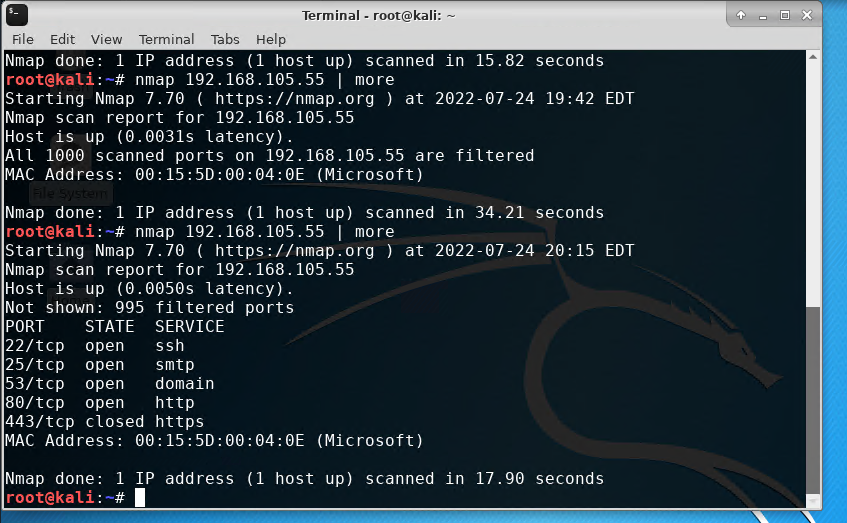 Terminal - root@kali: ~
File Edit View Terminal Tabs Help
Nmap done: 1 IP address (1 host up) scanned in 15.82 seconds
root@kali:~# nmap 192.168.105.55 | more
Starting Nmap 7.70 ( https://nmap.org ) at 2022-07-24 19:42 EDT
Nmap scan report for 192.168.105.55
Host is up (0.0031s latency).
All 1000 scanned ports on 192.168.105.55 are filtered
MAC Address: 00:15:5D:00:04:0E (Microsoft)
File System
Nmap done: 1 IP address (1 host up) scanned in 34.21 seconds
root@kali:~# nmap 192.168.105.55 | more
Starting Nmap 7.70 ( https://nmap.org ) at 2022-07-24 20:15 EDT
Nmap scan report for 192.168.105.55
Host is up (0.0050s latency).
Not shown: 995 filtered ports
PORT    STATE  SERVICE
22/tcp  open   ssh
25/tcp  open   smtp
53/tcp  open   domain
80/tcp  open   http
443/tcp closed https
MAC Address: 00:15:5D:00:04:0E (Microsoft)
Nmap done: 1 IP address (1 host up) scanned in 17.90 seconds
root@kali:~#